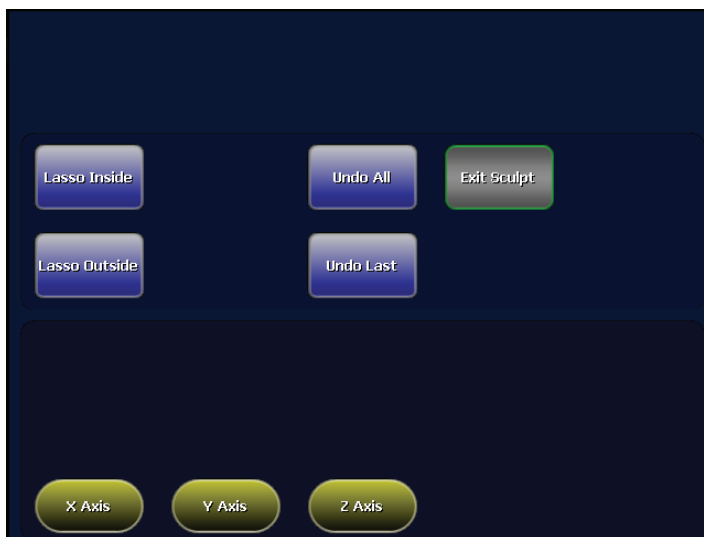 Lasso Inside
Undo All
Exit Sculpt
Lasso Outside
Undo Last
X Axis
Y Axis
Z Axis